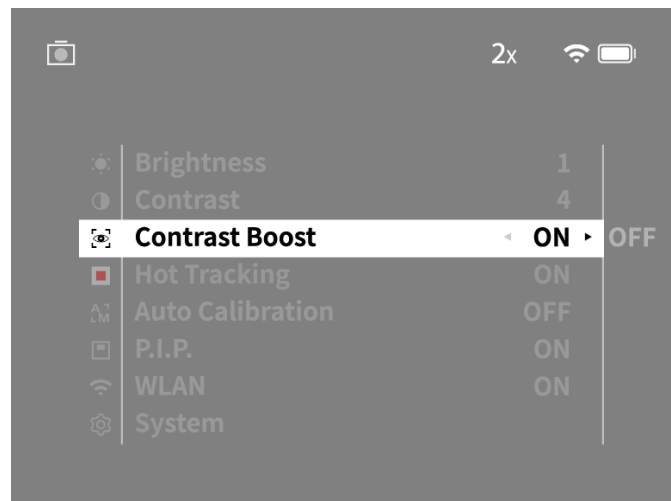 2x
Brightness 1
Contrast 4
Contrast Boost ON OFF
Hot Tracking ON
Auto Calibration OFF
P.I.P. ON
WLAN ON
System